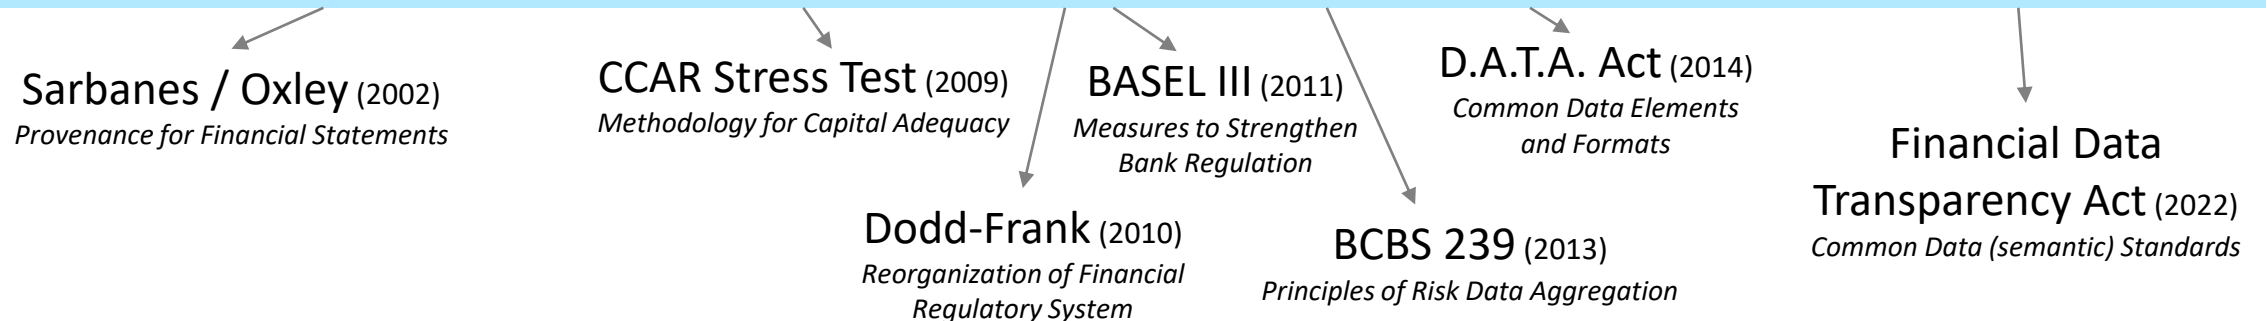 Sarbanes / Oxley (2002)
Provenance for Financial Statements
CCAR Stress Test (2009)
Methodology for Capital Adequacy
Dodd-Frank (2010)
Reorganization of Financial
Regulatory System
BASEL III (2011)
Measures to Strengthen
Bank Regulation
BCBS 239 (2013)
Principles of Risk Data Aggregation
D.A.T.A. Act (2014)
Common Data Elements
and Formats
Financial Data
Transparency Act (2022)
Common Data (semantic) Standards